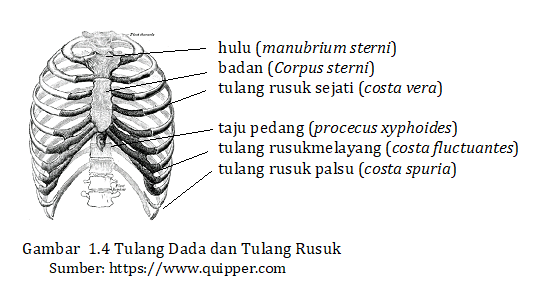 hulu (manubrium sterni)
badan (Corpus sterni)
tulang rusuk sejati (costa vera)
taju pedang (procecus xyphoides)
tulang rusukmelayang (costa fluctuantes)
tulang rusuk palsu (costa spuria)
Gambar 1.4 Tulang Dada dan Tulang Rusuk
Sumber: https://www.quipper.com